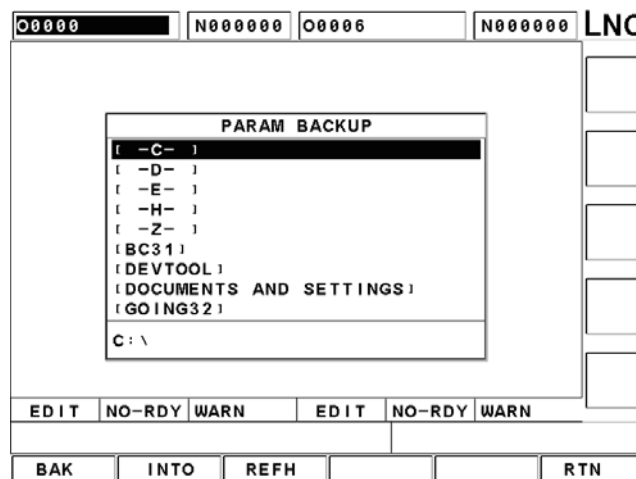 O0000 N000000 O0006 N000000 LNC
PARAM BACKUP
[ -C- ]
[ -D- ]
[ -E- ]
[ -H- ]
[ -Z- ]
[BC31]
[DEVTOOL]
[DOCUMENTS AND SETTINGS]
[GOING32]
C:\
EDIT NO-RDY WARN EDIT NO-RDY WARN
BAK INTO REFH RTN